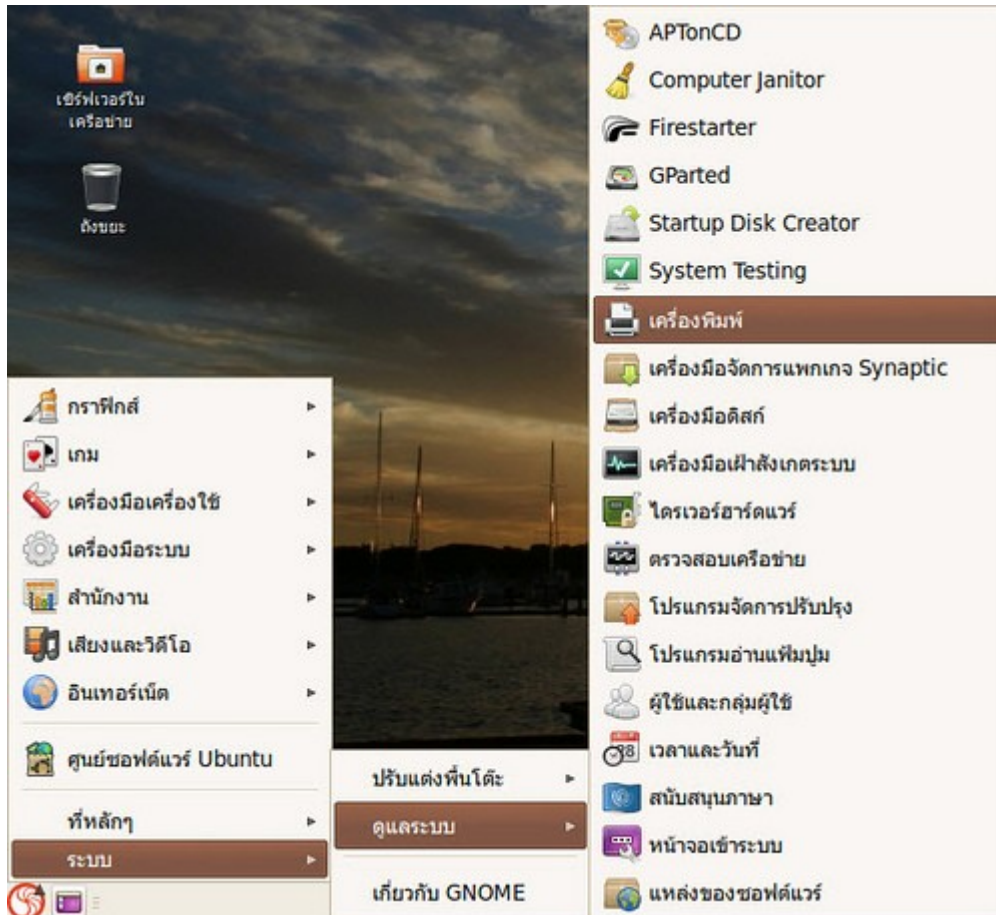 เซิร์ฟเวอร์ใน
เครือข่าย
ถังขยะ
กราฟิกส์
เกม
เครื่องมือเครื่องใช้
เครื่องมือระบบ
สำนักงาน
เสียงและวิดีโอ
อินเทอร์เน็ต
ศูนย์ซอฟต์แวร์ Ubuntu
ที่หลักๆ
ระบบ
ปรับแต่งพื้นโต๊ะ
ดูแลระบบ
เกี่ยวกับ GNOME
APTonCD
Computer Janitor
Firestarter
GParted
Startup Disk Creator
System Testing
เครื่องพิมพ์
เครื่องมือจัดการแพกเกจ Synaptic
เครื่องมือดิสก์
เครื่องมือเฝ้าสังเกตระบบ
ไดรเวอร์ฮาร์ดแวร์
ตรวจสอบเครือข่าย
โปรแกรมจัดการปรับปรุง
โปรแกรมอ่านแฟ้มปูม
ผู้ใช้และกลุ่มผู้ใช้
เวลาและวันที่
สนับสนุนภาษา
หน้าจอเข้าระบบ
แหล่งของซอฟต์แวร์